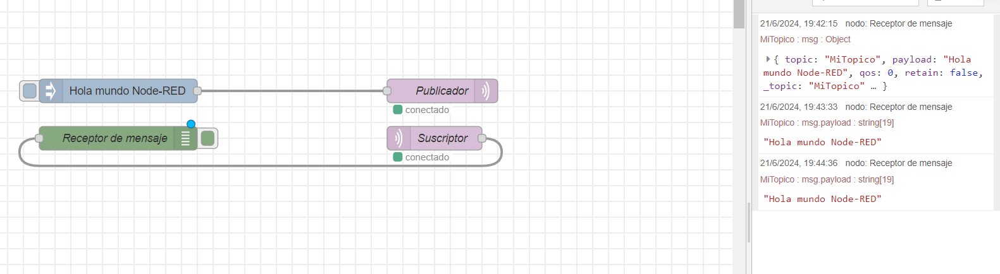 Hola mundo Node-RED
Publicador
conectado
Receptor de mensaje
Suscriptor
conectado
21/6/2024, 19:42:15 nodo: Receptor de mensaje
MiTopico : msg : Object
{ topic: "MiTopico", payload: "Hola
mundo Node-RED", qos: 0, retain: false,
_topic: "MiTopico" … }
21/6/2024, 19:43:33 nodo: Receptor de mensaje
MiTopico : msg.payload : string[19]
"Hola mundo Node-RED"
21/6/2024, 19:44:36 nodo: Receptor de mensaje
MiTopico : msg.payload : string[19]
"Hola mundo Node-RED"